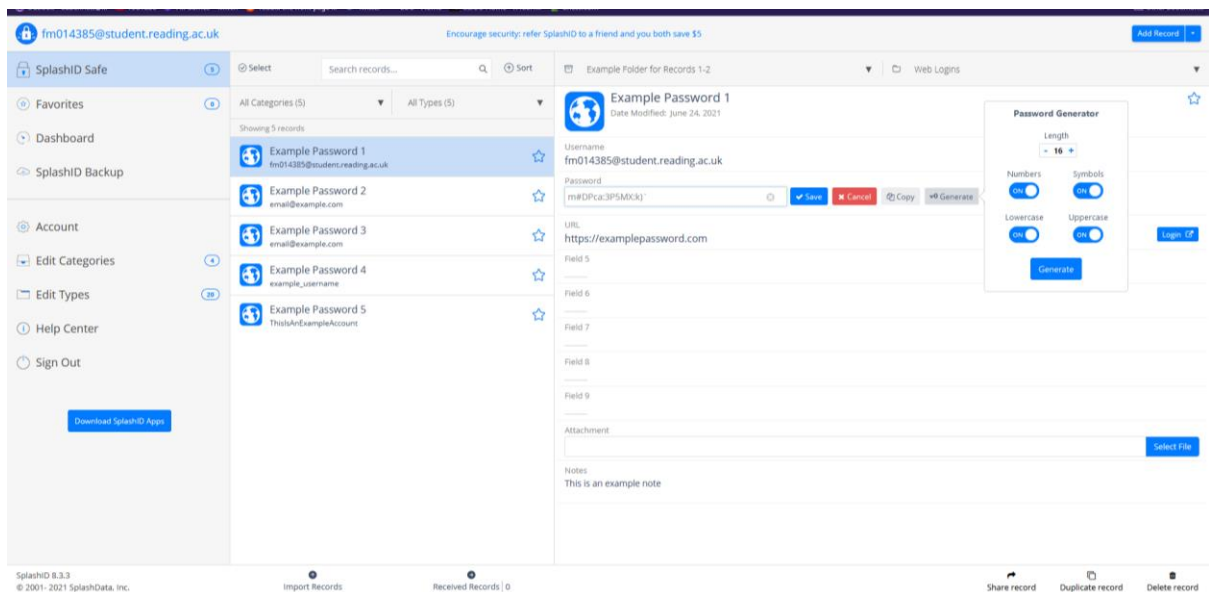 fm014385@student.reading.ac.uk
Encourage security: refer SplashID to a friend and you both save $5
Add Record
SplashID Safe 5
Favorites 0
Dashboard
SplashID Backup
Account
Edit Categories 4
Edit Types
Help Center
Sign Out
Download SplashID Apps
Select
Search records...
Sort
All Categories (5)
All Types (5)
Showing 5 records
Example Password 1
fm014385@student.reading.ac.uk
Example Password 2
email@example.com
Example Password 3
email@example.com
Example Password 4
example_username
Example Password 5
ThisIsAnExampleAccount
Example Folder for Records 1-2
Web Logins
Example Password 1
Date Modified: June 24, 2021
Username
fm014385@student.reading.ac.uk
Password
Save
Cancel
Copy
Generate
URL
https://examplepassword.com
Login
Field 5
Field 6
Field 7
Field 8
Field 9
Attachment
Select File
Notes
This is an example note
Password Generator
Length
- 16 +
Numbers Symbols
ON ON
Lowercase Uppercase
ON ON
Generate
SplashID 8.3.3
© 2001- 2021 SplashData, Inc.
Import Records
Received Records | 0
Share record
Duplicate record
Delete record